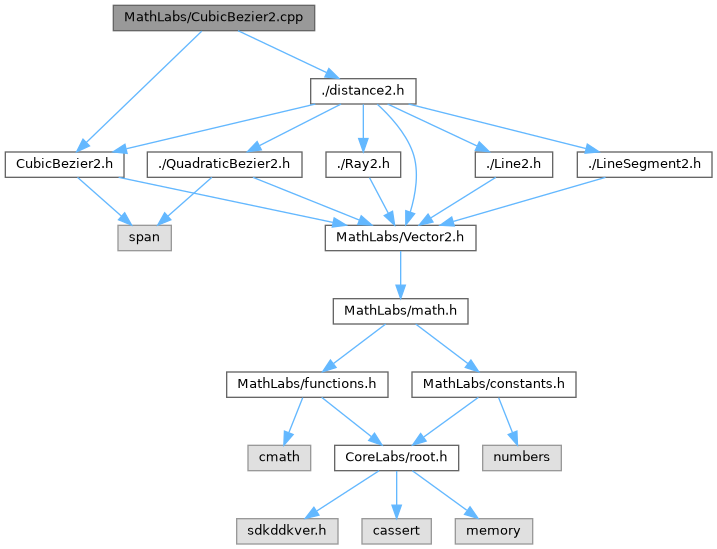 MathLabs/CubicBezier2.cpp
./distance2.h
CubicBezier2.h
./QuadraticBezier2.h
./Ray2.h
./Line2.h
./LineSegment2.h
span
MathLabs/Vector2.h
MathLabs/math.h
MathLabs/functions.h
MathLabs/constants.h
cmath
CoreLabs/root.h
numbers
sdkddkver.h
cassert
memory